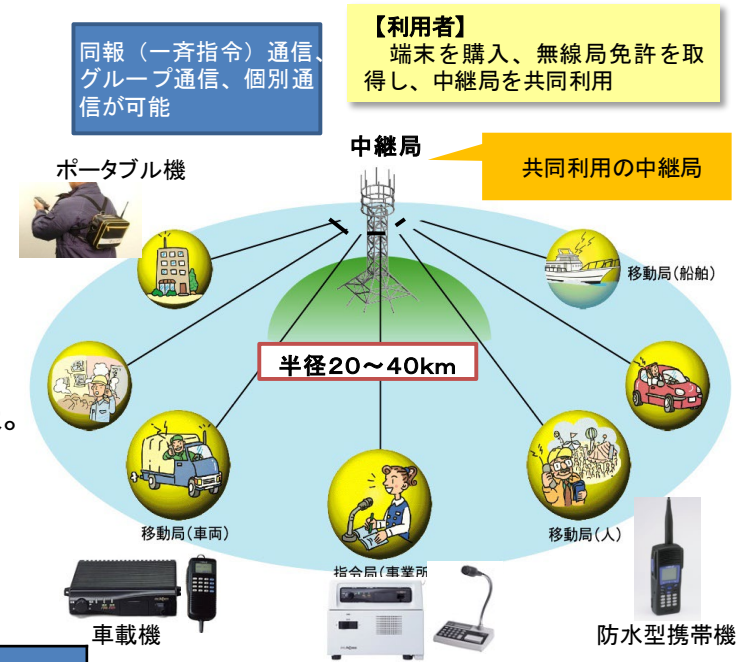 同報（一斉指令）通信、
グループ通信、個別通
信が可能
【利用者】
端末を購入、無線局免許を取
得し、中継局を共同利用
中継局
共同利用の中継局
ポータブル機
移動局(船舶)
半径20～40km
。
移動局(車両)
移動局(人)
指令局(事業所
車載機
防水型携帯機